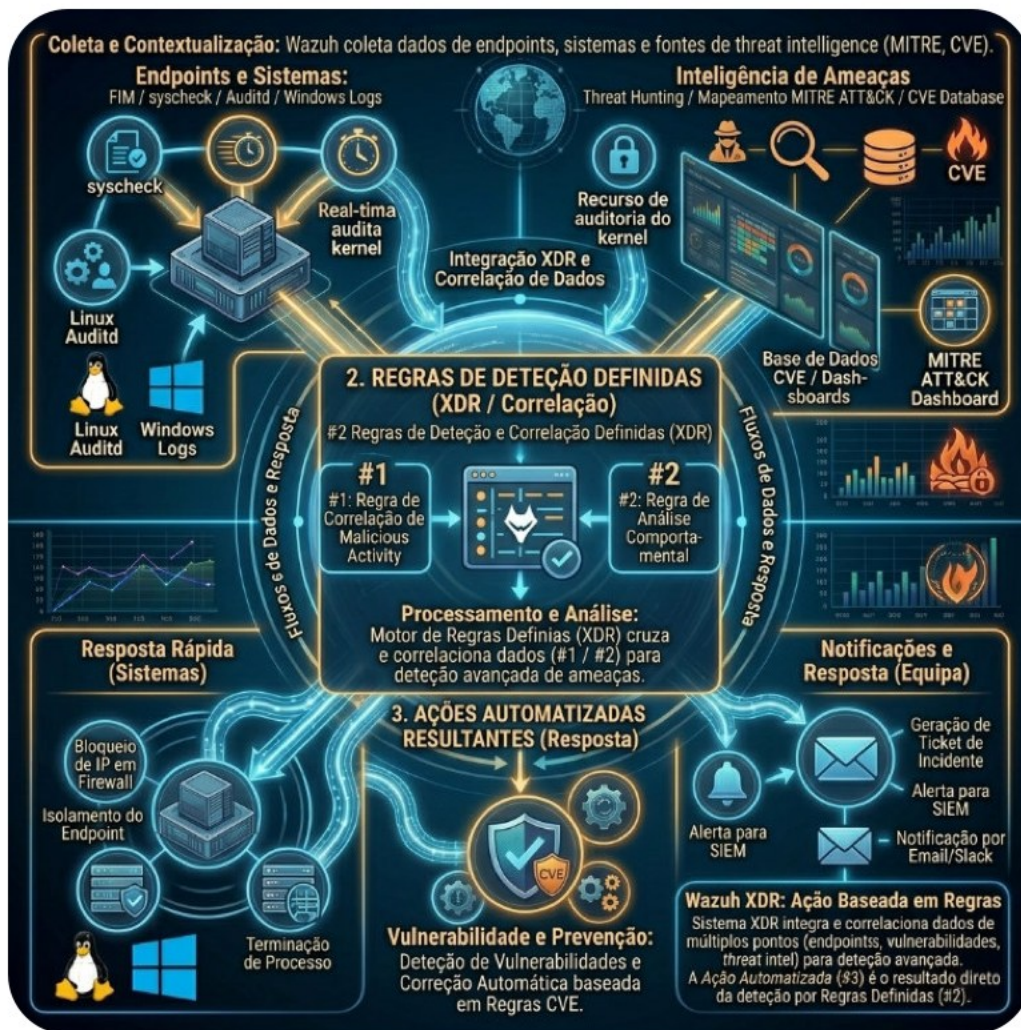 Coleta e Contextualização: Wazuh coleta dados de endpoints, sistemas e fontes de threat intelligence (MITRE, CVE).
Endpoints e Sistemas:
FIM / syscheck / Auditd / Windows Logs
syscheck
Real-tima
audita
kernel
Linux
Auditd
Linux
Auditd
Windows
Logs
Integração XDR e
Correlação de Dados
Inteligência de Ameaças
Threat Hunting / Mapeamento MITRE ATT&CK / CVE Database
CVE
Recurso de
auditoria do
kernel
Base de Dados
CVE / Dash-
boards
MITRE
ATT&CK
Dashboard
Fluxos e de Dados e Resposta
Fluxos de Dados e Resposta
2. REGRAS DE DETEÇÃO DEFINIDAS
(XDR / Correlação)
#2 Regras de Deteção e Correlação Definidas (XDR)
#1
#1: Regra de
Correlação de
Malicious
Activity
#2
#2: Regra de
Análise
Comporta-
mental
Processamento e Análise:
Motor de Regras Definias (XDR) cruza
e correlaciona dados (#1 / #2) para
deteção avançada de ameaças.
3. AÇÕES AUTOMATIZADAS
RESULTANTES (Resposta)
Resposta Rápida
(Sistemas)
Bloqueio
de IP em
Firewall
Isolamento do
Endpoint
Terminação
de Processo
CVE
Vulnerabilidade e Prevenção:
Deteção de Vulnerabilidades e
Correção Automática baseada
em Regras CVE.
Notificações e
Resposta (Equipa)
Alerta para
SIEM
Geração de
Ticket de
Incidente
Alerta para
SIEM
Notificação por
Email/Slack
Wazuh XDR: Ação Baseada em Regras
Sistema XDR integra e correlaciona dados de
múltiplos pontos (endpointss, vulnerabilidades,
threat intel) para deteção avançada.
A Ação Automatizada (#3) é o resultado direto
da deteção por Regras Definidas (#2).